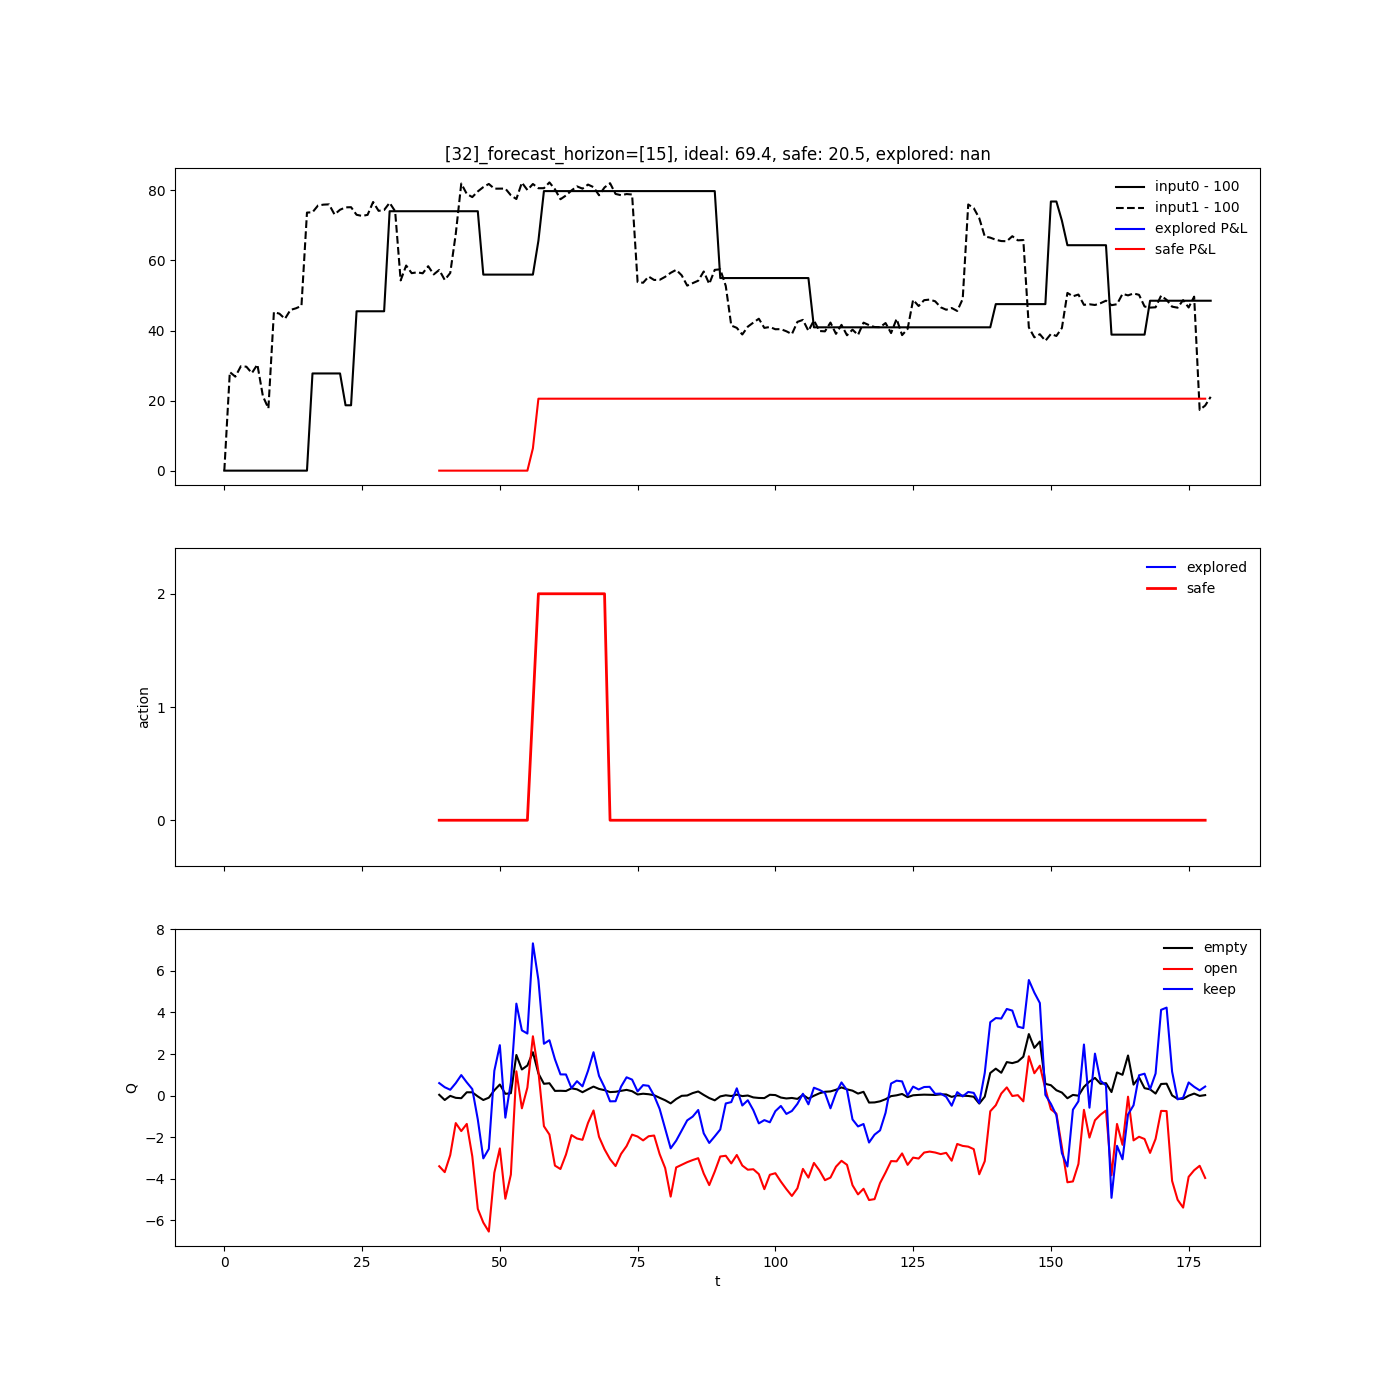 [32]_forecast_horizon=[15], ideal: 69.4, safe: 20.5, explored: nan
80
60
40
20
0
input0 - 100
input1 - 100
explored P&L
safe P&L
action
2
1
0
explored
safe
Q
8
6
4
2
0
−2
−4
−6
empty
open
keep
0 25 50 75 100 125 150 175
t